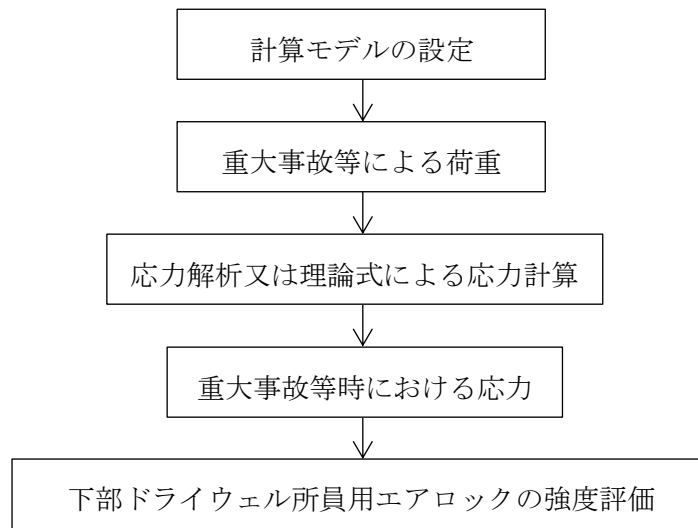 計算モデルの設定
重大事故等による荷重
応力解析又は理論式による応力計算
重大事故等時における応力
下部ドライウェル所員用エアロックの強度評価